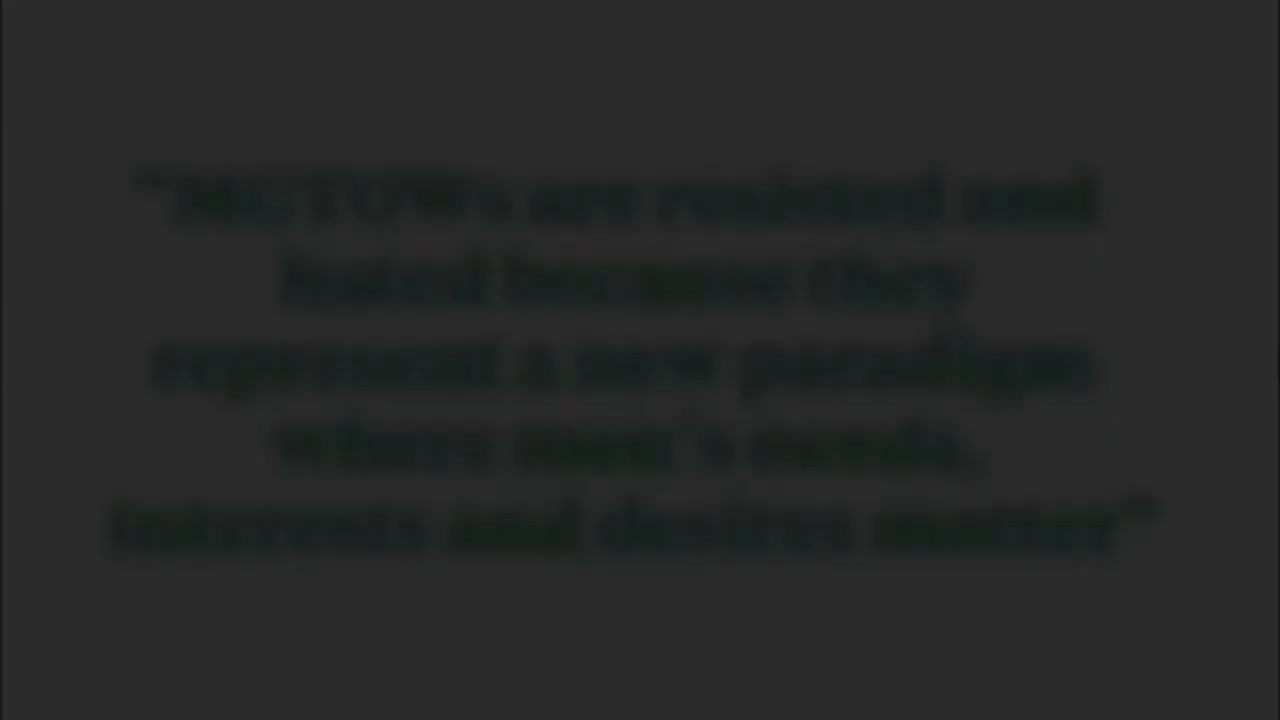 "MGTOWs are resisted and
hated because they
represent a new paradigm
where men's needs,
interests and desires matter"